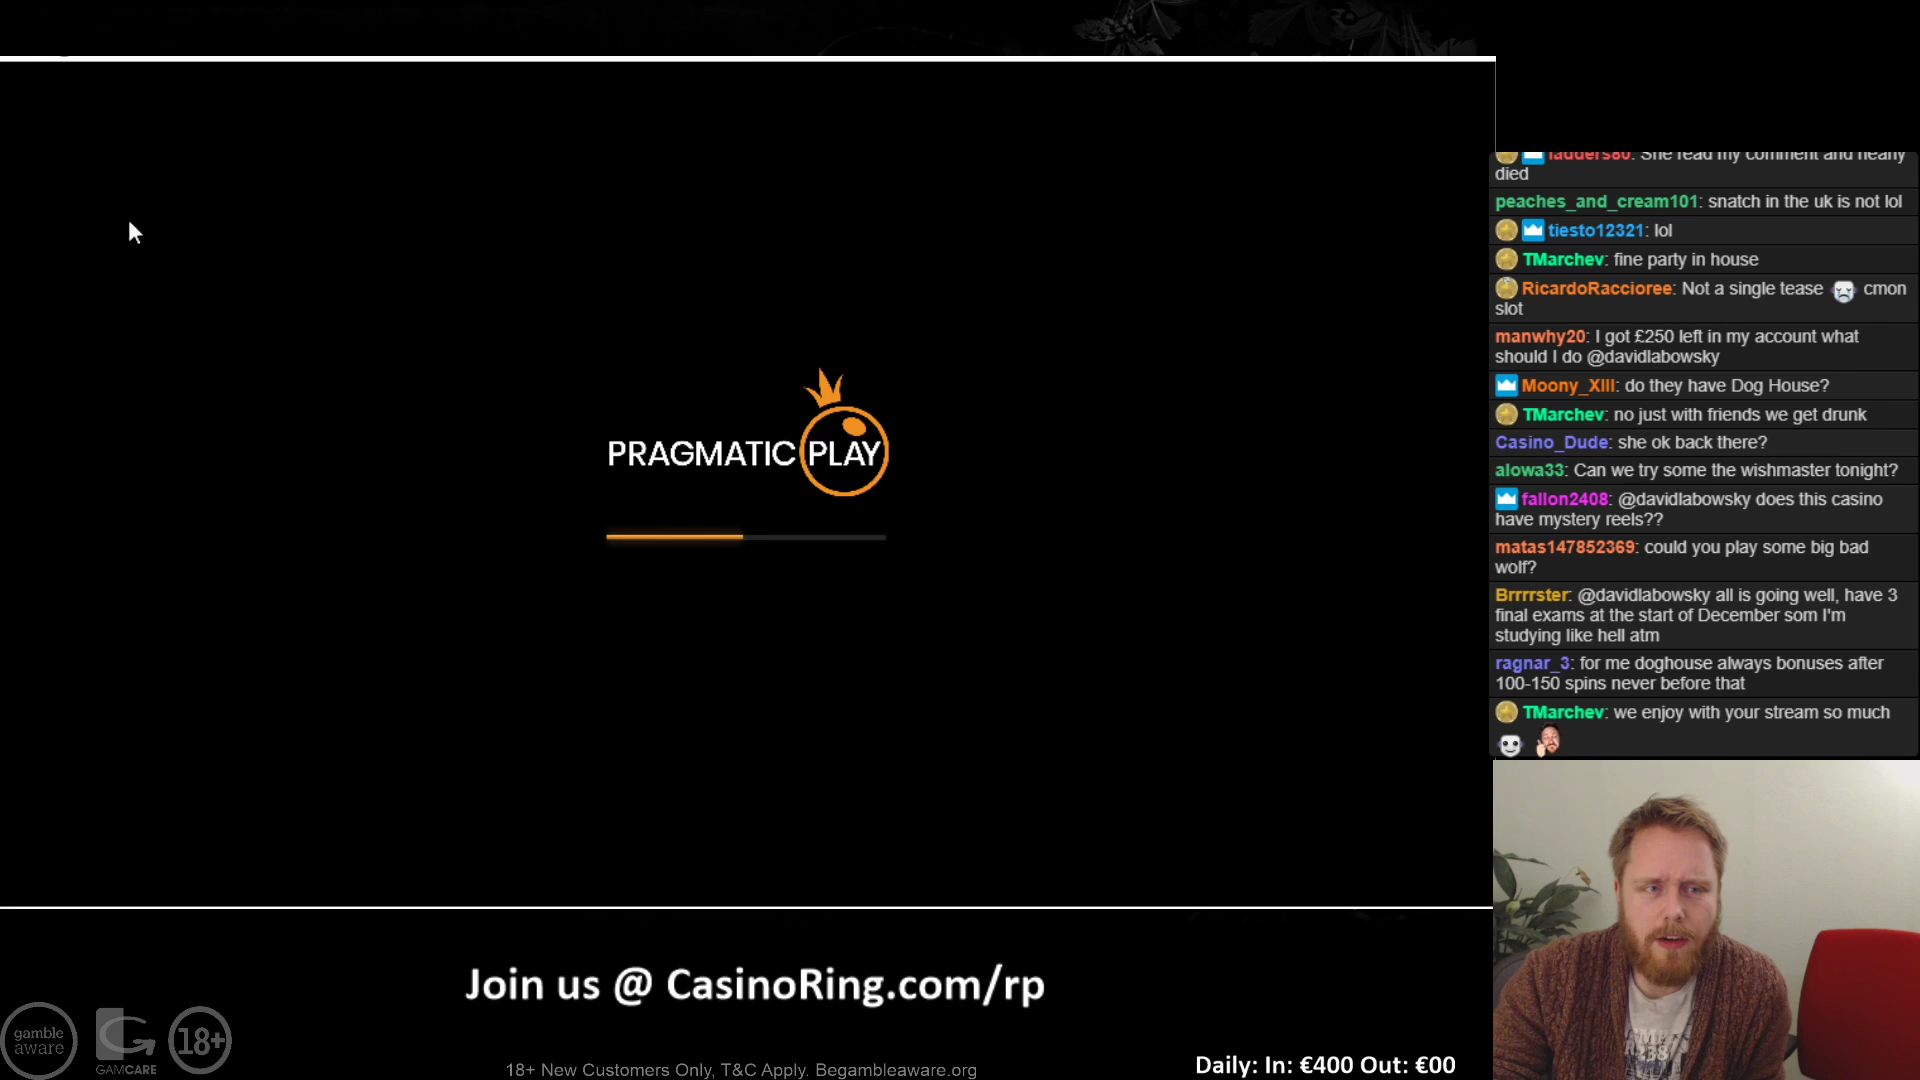 PRAGMATIC PLAY
died
peaches_and_cream101: snatch in the uk is not lol
tiesto12321: lol
TMarchev: fine party in house
RicardoRaccioree: Not a single tease cmon
slot
manwhy20: I got £250 left in my account what
should I do @davidlabowsky
Moony_XIII: do they have Dog House?
TMarchev: no just with friends we get drunk
Casino_Dude: she ok back there?
alowa33: Can we try some the wishmaster tonight?
fallon2408: @davidlabowsky does this casino
have mystery reels??
matas147852369: could you play some big bad
wolf?
Brrrrster: @davidlabowsky all is going well, have 3
final exams at the start of December som I'm
studying like hell atm
ragnar_3: for me doghouse always bonuses after
100-150 spins never before that
TMarchev: we enjoy with your stream so much
Join us @ CasinoRing.com/rp
gamble
aware
GAMCARE
18+
18+ New Customers Only, T&C Apply. Begambleaware.org
Daily: In: €400 Out: €00